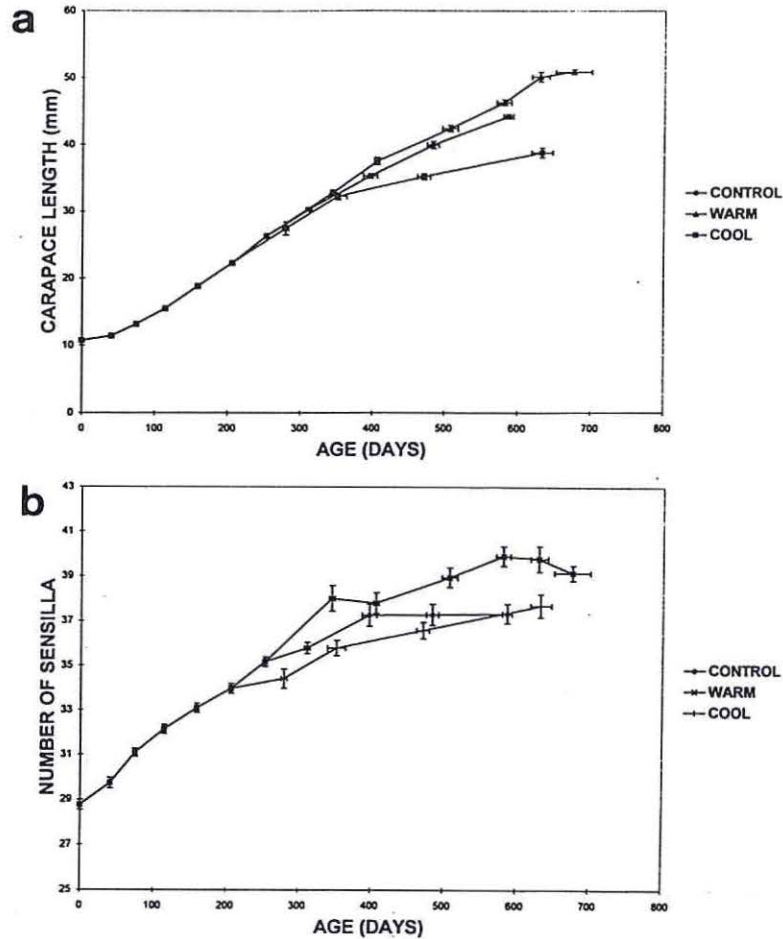 a
60
50
40
30
20
10
0
CARAPACE LENGTH (mm)
0 100 200 300 400 500 600 700 800
AGE (DAYS)
CONTROL
WARM
COOL
b
43
41
39
37
35
33
31
29
27
25
NUMBER OF SENSILLA
0 100 200 300 400 500 600 700 800
AGE (DAYS)
CONTROL
WARM
COOL